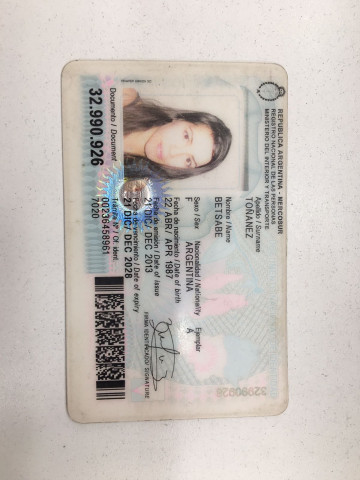 REPUBLICA ARGENTINA - MERCOSUR
REGISTRO NACIONAL DE LAS PERSONAS
MINISTERIO DEL INTERIOR Y TRANSPORTE
Apellido / Surname
TOÑANEZ
Nombre / Name
BETSABE
Sexo / Sex Nacionalidad / Nationality Ejemplar
F ARGENTINA A
Fecha de nacimiento / Date of birth
22 ABR/ APR 1987
Fecha de emisión / Date of issue
21 DIC/ DEC 2013
Fecha de vencimiento / Date of expiry
21 DIC/ DEC 2028
FIRMA IDENTIFICADO / SIGNATURE
Documento / Document
32.990.926
Trámite Nº / Of. ident.
00236458961
7020
32990926